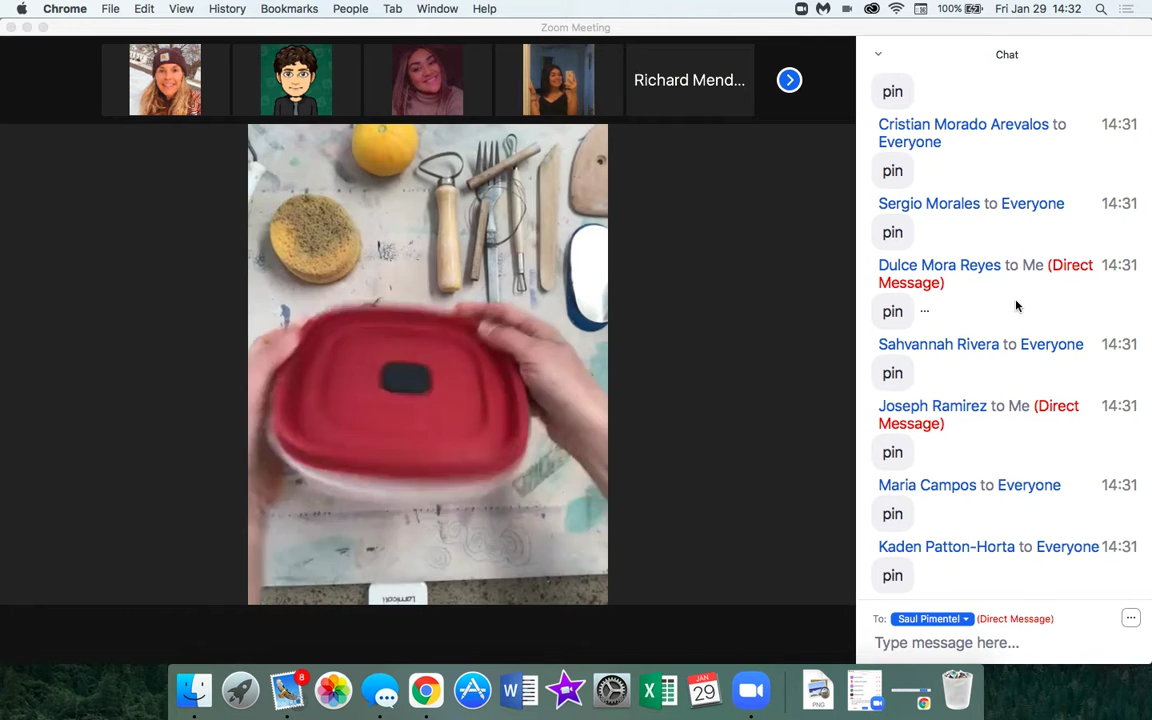 Chrome File Edit View History Bookmarks People Tab Window Help 100% Fri Jan 29 14:32
Zoom Meeting
Richard Mend...
Chat
pin
Cristian Morado Arevalos to Everyone 14:31
pin
Sergio Morales to Everyone 14:31
pin
Dulce Mora Reyes to Me (Direct Message) 14:31
pin ...
Sahvannah Rivera to Everyone 14:31
pin
Joseph Ramirez to Me (Direct Message) 14:31
pin
Maria Campos to Everyone 14:31
pin
Kaden Patton-Horta to Everyone 14:31
pin
To: Saul Pimentel (Direct Message)
...
Type message here...
8
W
X
JAN
29
PNG